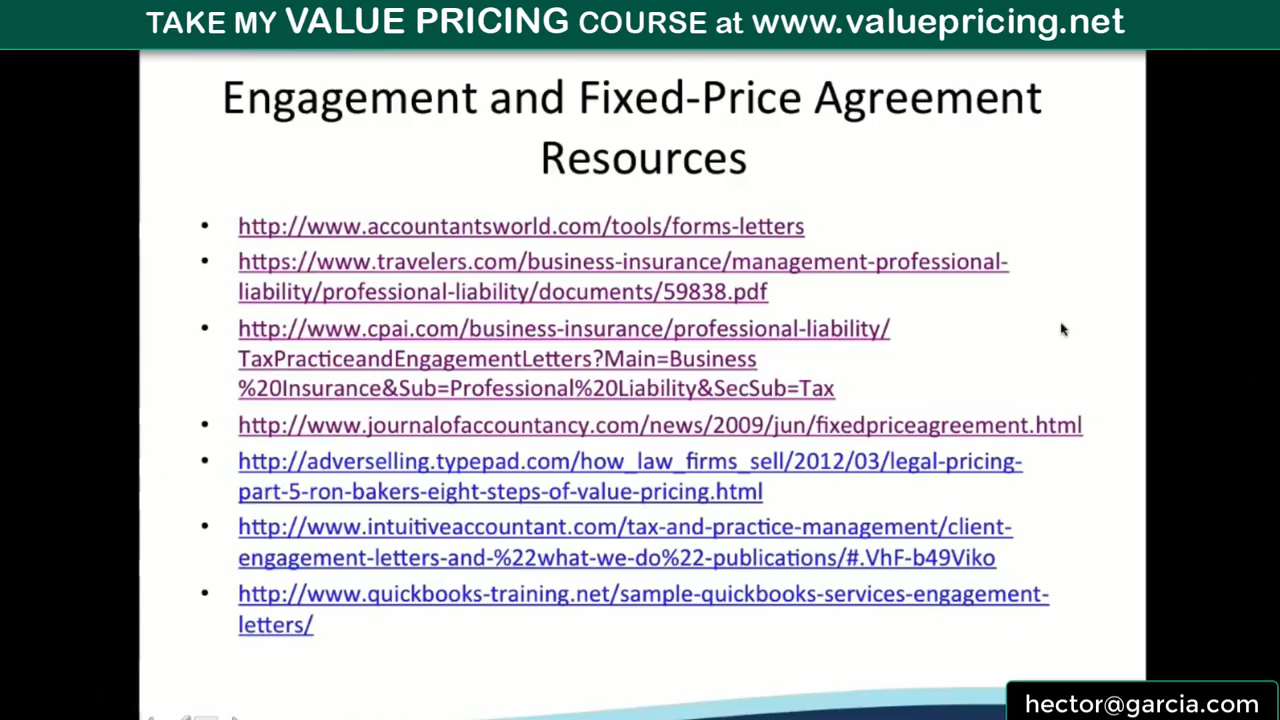 TAKE MY VALUE PRICING COURSE at www.valuepricing.net
Engagement and Fixed-Price Agreement
Resources
• http://www.accountantsworld.com/tools/forms-letters
• https://www.travelers.com/business-insurance/management-professional-
liability/professional-liability/documents/59838.pdf
• http://www.cpai.com/business-insurance/professional-liability/
TaxPracticeandEngagementLetters?Main=Business
%20Insurance&Sub=Professional%20Liability&SecSub=Tax
• http://www.journalofaccountancy.com/news/2009/jun/fixedpriceagreement.html
• http://adverselling.typepad.com/how_law_firms_sell/2012/03/legal-pricing-
part-5-ron-bakers-eight-steps-of-value-pricing.html
• http://www.intuitiveaccountant.com/tax-and-practice-management/client-
engagement-letters-and-%22what-we-do%22-publications/#.VhF-b49Viko
• http://www.quickbooks-training.net/sample-quickbooks-services-engagement-
letters/
hector@garcia.com